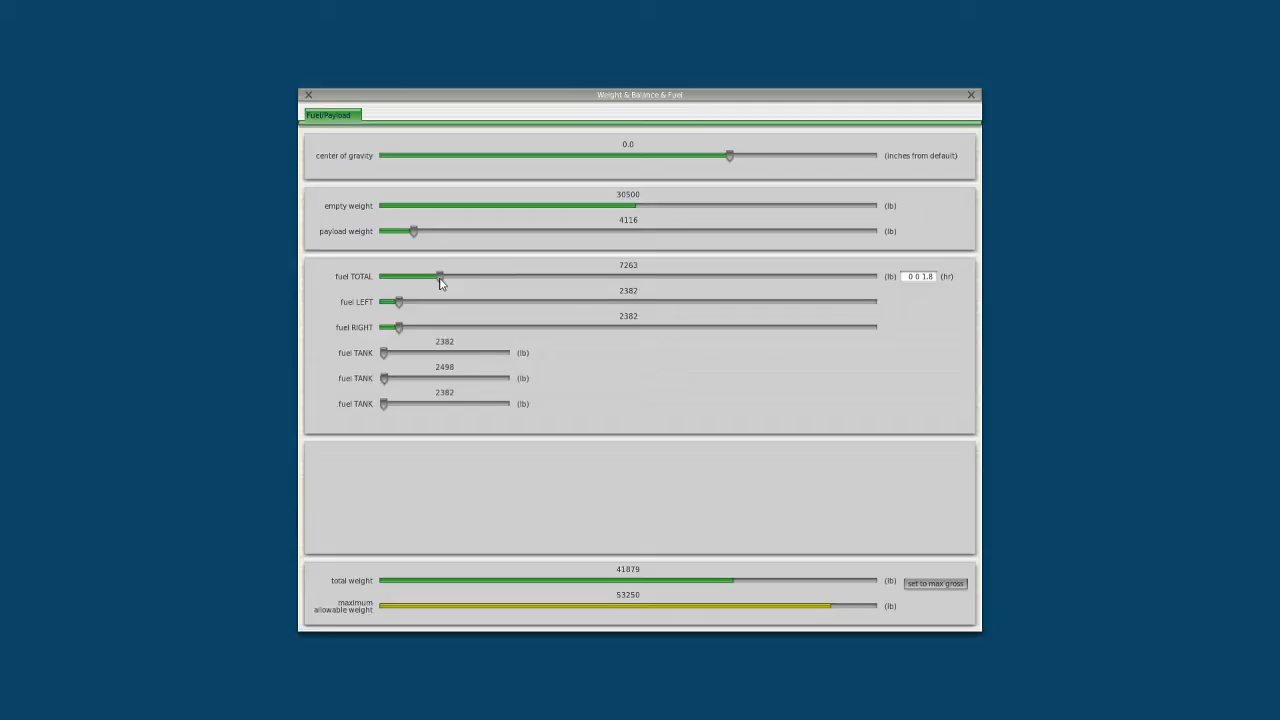 Weight & Balance & Fuel
Fuel/Payload
0.0
center of gravity (inches from default)
30500
empty weight (lb)
4116
payload weight (lb)
7263
fuel TOTAL (lb) 0 0 1.8 (hr)
2382
fuel LEFT
2382
fuel RIGHT
2382
fuel TANK (lb)
2498
fuel TANK (lb)
2382
fuel TANK (lb)
41879
total weight (lb) set to max gross
53250
maximum
allowable weight (lb)